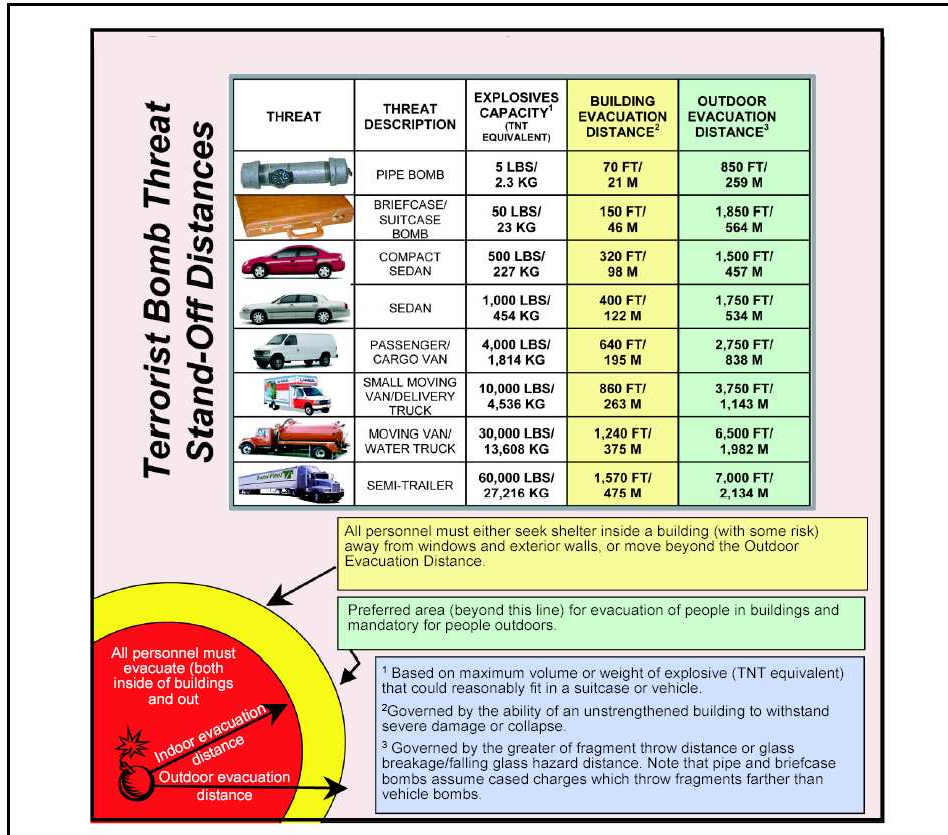 Terrorist Bomb Threat
Stand-Off Distances
THREAT
THREAT
DESCRIPTION
EXPLOSIVES
CAPACITY1
(TNT
EQUIVALENT)
BUILDING
EVACUATION
DISTANCE2
OUTDOOR
EVACUATION
DISTANCE3
PIPE BOMB
5 LBS/
2.3 KG
70 FT/
21 M
850 FT/
259 M
BRIEFCASE/
SUITCASE
BOMB
50 LBS/
23 KG
150 FT/
46 M
1,850 FT/
564 M
COMPACT
SEDAN
500 LBS/
227 KG
320 FT/
98 M
1,500 FT/
457 M
SEDAN
1,000 LBS/
454 KG
400 FT/
122 M
1,750 FT/
534 M
PASSENGER/
CARGO VAN
4,000 LBS/
1,814 KG
640 FT/
195 M
2,750 FT/
838 M
SMALL MOVING
VAN/DELIVERY
TRUCK
10,000 LBS/
4,536 KG
860 FT/
263 M
3,750 FT/
1,143 M
MOVING VAN/
WATER TRUCK
30,000 LBS/
13,608 KG
1,240 FT/
375 M
6,500 FT/
1,982 M
SEMI-TRAILER
60,000 LBS/
27,216 KG
1,570 FT/
475 M
7,000 FT/
2,134 M
All personnel must either seek shelter inside a building (with some risk)
away from windows and exterior walls, or move beyond the Outdoor
Evacuation Distance.
Preferred area (beyond this line) for evacuation of people in buildings and
mandatory for people outdoors.
All personnel must
evacuate (both
inside of buildings
and out
Indoor evacuation
distance
Outdoor evacuation
distance
1 Based on maximum volume or weight of explosive (TNT equivalent)
that could reasonably fit in a suitcase or vehicle.
2Governed by the ability of an unstrengthened building to withstand
severe damage or collapse.
3 Governed by the greater of fragment throw distance or glass
breakage/falling glass hazard distance. Note that pipe and briefcase
bombs assume cased charges which throw fragments farther than
vehicle bombs.